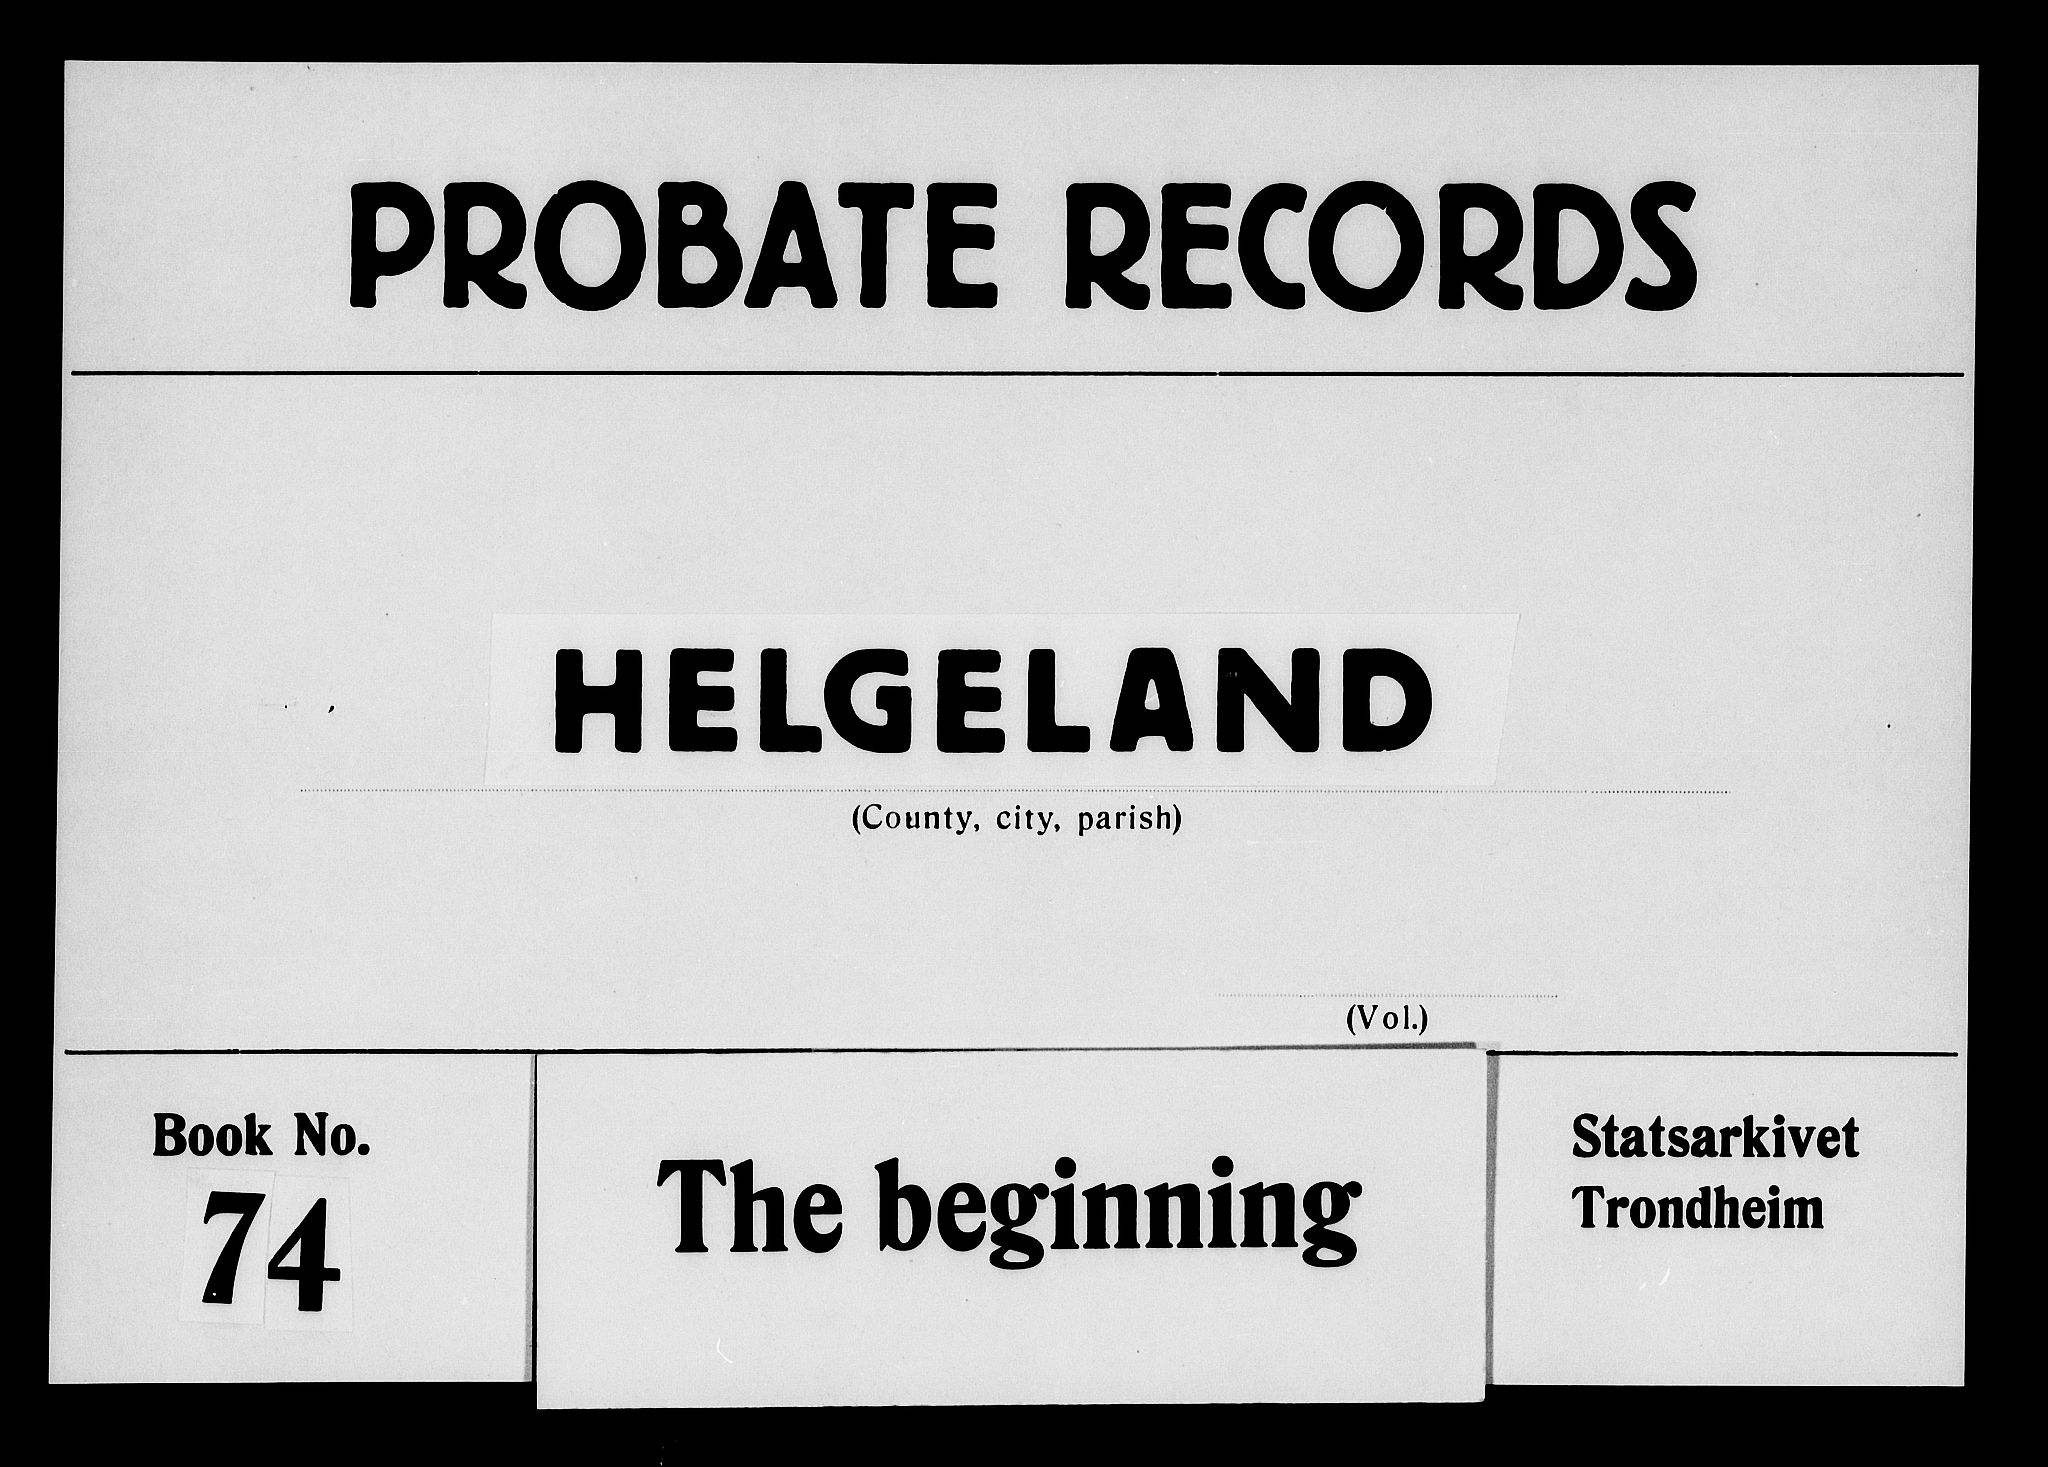 PROBATE RECORDS
HELGELAND
(County, city, parish)
(Vol.)
Book No.
74
The beginning
Statsarkivet
Trondheim